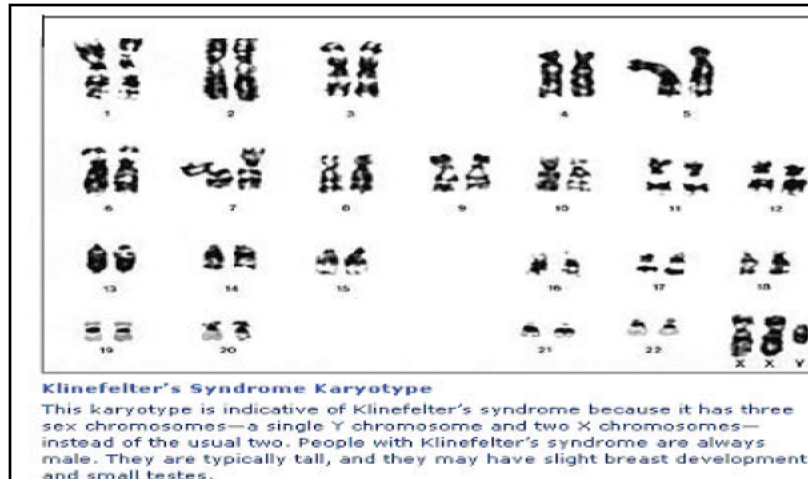 1 2 3 4 5
6 7 8 9 10 11 12
13 14 15 16 17 18
19 20 21 22 X X Y
Klinefelter's Syndrome Karyotype
This karyotype is indicative of Klinefelter's syndrome because it has three
sex chromosomes—a single Y chromosome and two X chromosomes—
instead of the usual two. People with Klinefelter's syndrome are always
male. They are typically tall, and they may have slight breast development
and small testes.